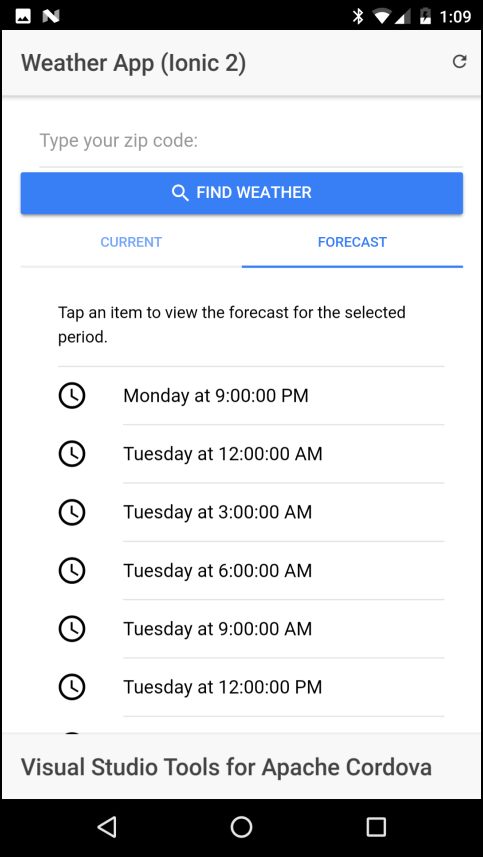 1:09
Weather App (Ionic 2)
Type your zip code:
FIND WEATHER
CURRENT
FORECAST
Tap an item to view the forecast for the selected
period.
Monday at 9:00:00 PM
Tuesday at 12:00:00 AM
Tuesday at 3:00:00 AM
Tuesday at 6:00:00 AM
Tuesday at 9:00:00 AM
Tuesday at 12:00:00 PM
Visual Studio Tools for Apache Cordova